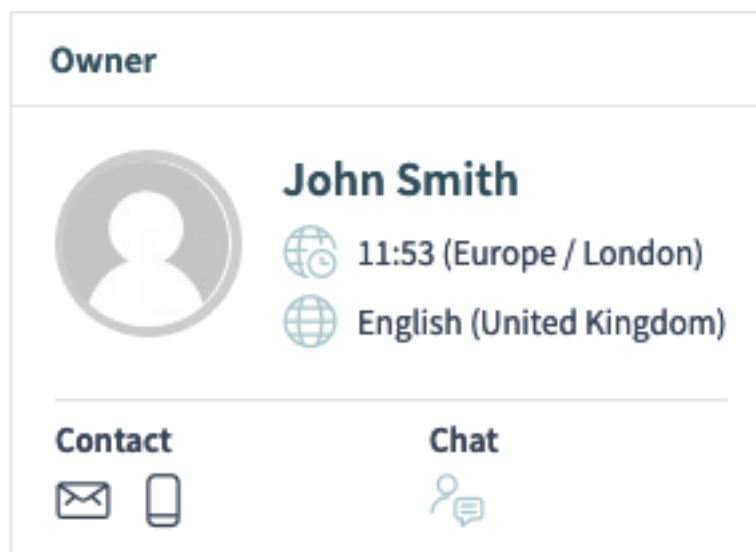 Owner
John Smith
11:53 (Europe / London)
English (United Kingdom)
Contact
Chat